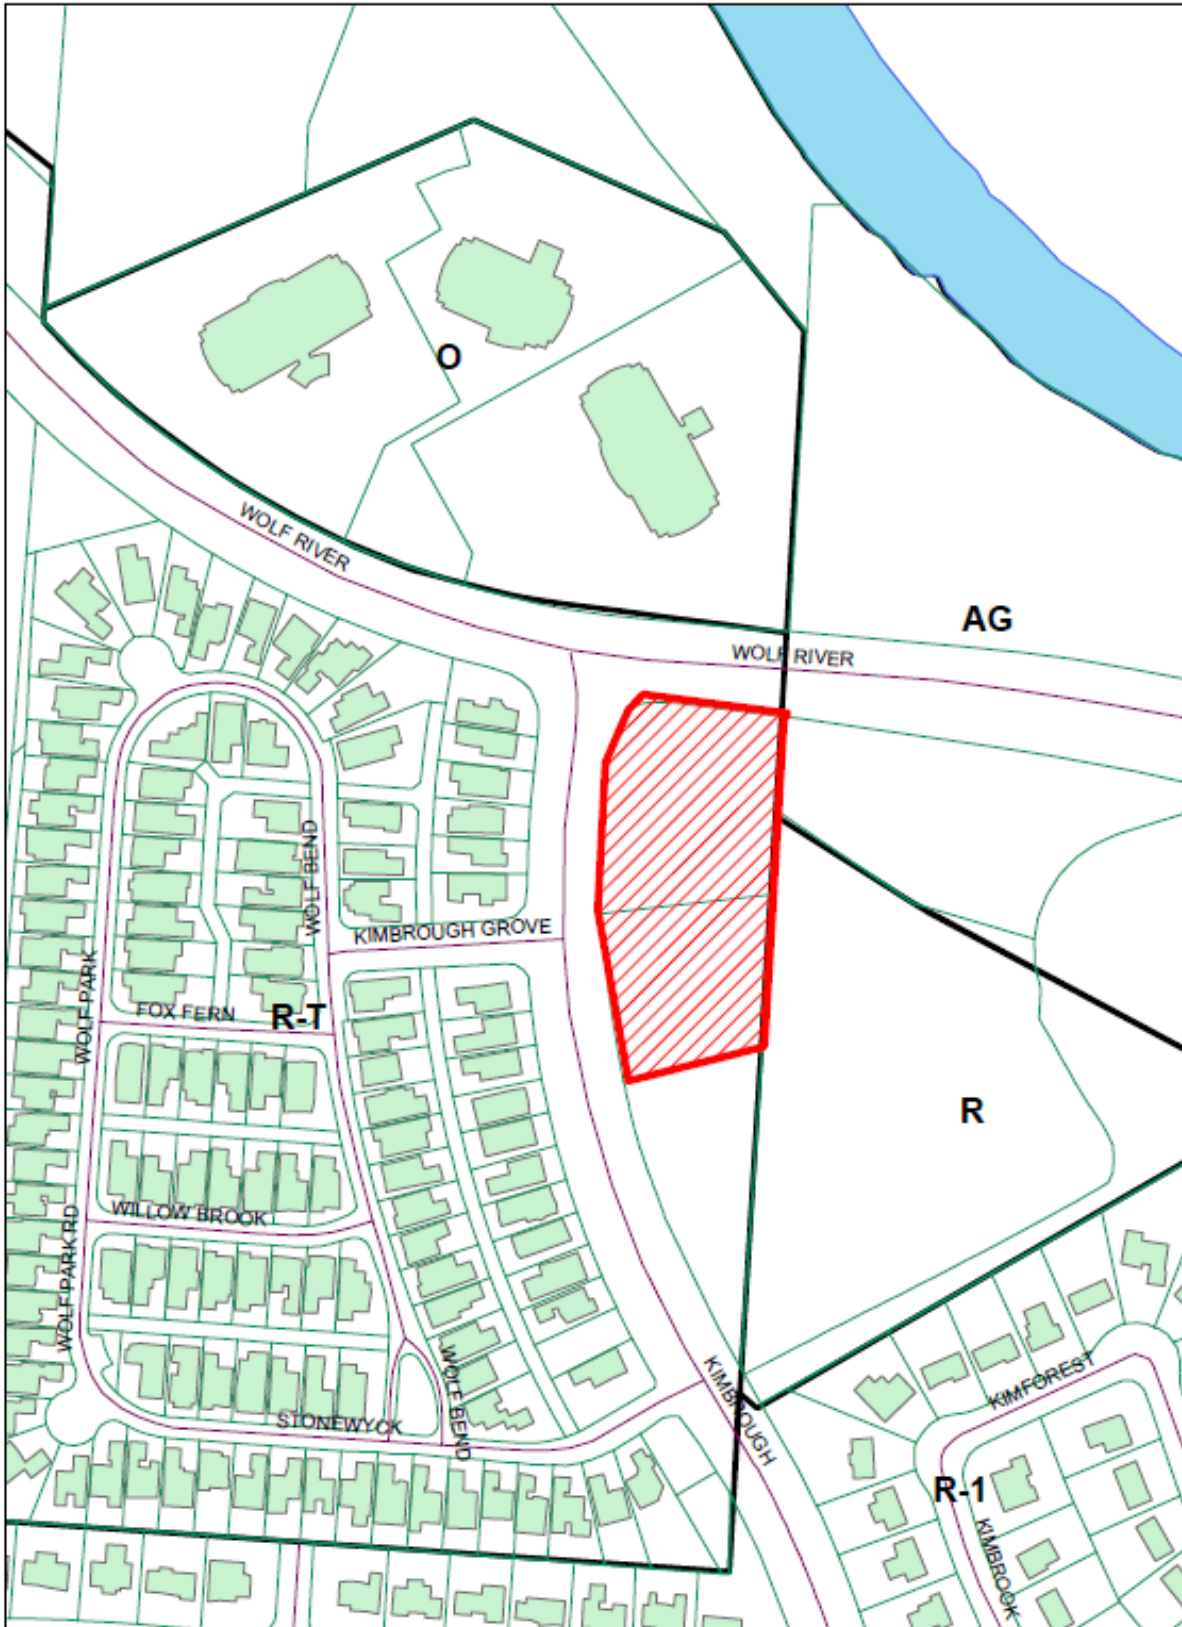 O
WOLF RIVER
AG
WOLF RIVER
WOLF BEND
KIMBROUGH GROVE
WOLF PARK
FOX FERN
R-T
R
WILLOW BROOK
WOLF PARK RD
WOLF BEND
KIMBROUGH
KIMFOREST
STONEWYCK
R-1
KIMBROOK